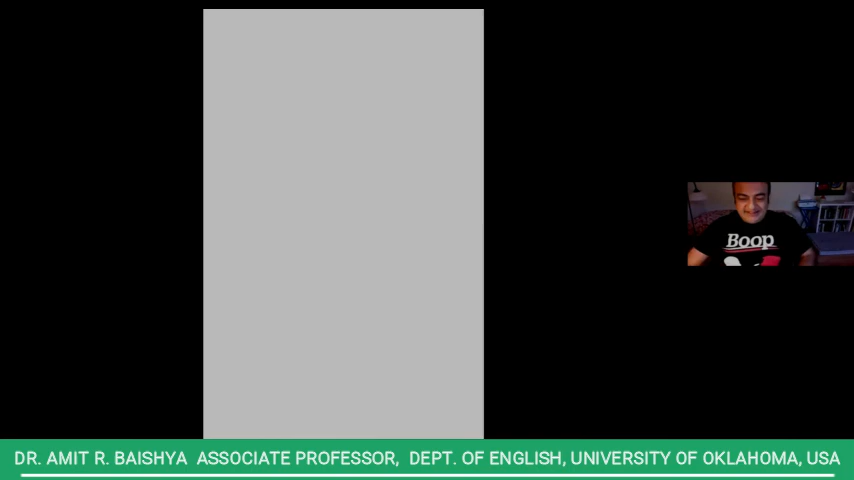 Boop
DR. AMIT R. BAISHYA ASSOCIATE PROFESSOR, DEPT. OF ENGLISH, UNIVERSITY OF OKLAHOMA, USA